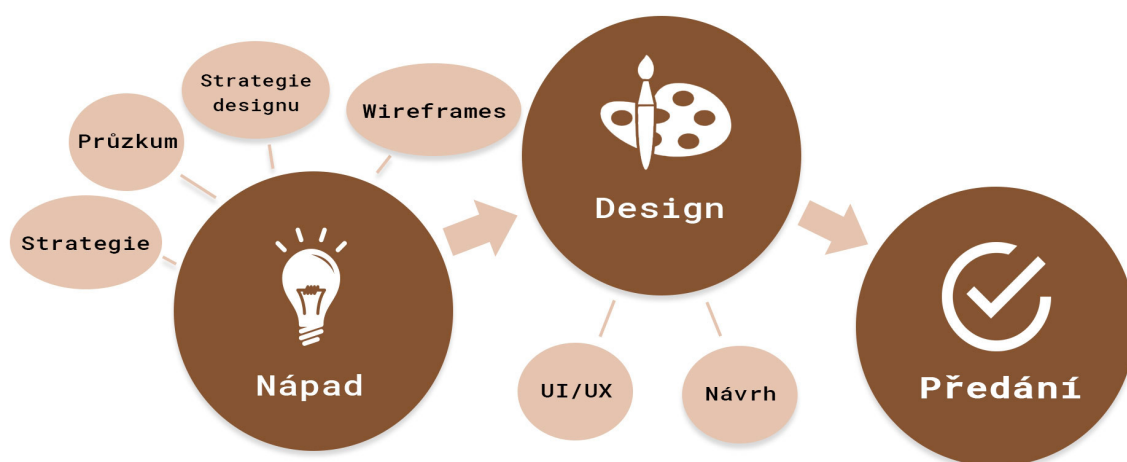 Strategie
Průzkum
Strategie
designu
Wireframes
Nápad
Design
UI/UX
Návrh
Předání